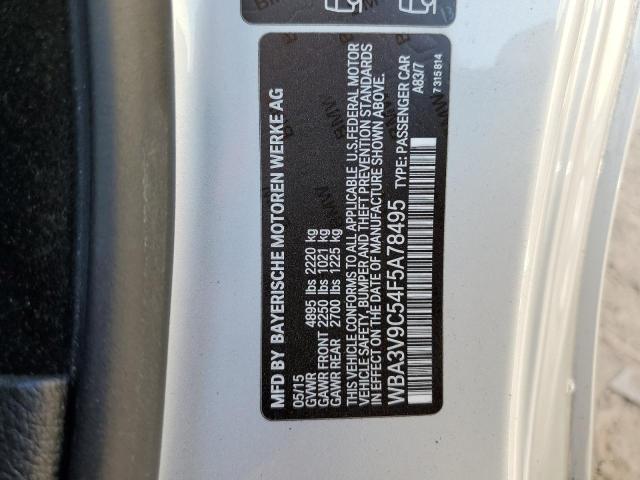 MFD BY BAYERISCHE MOTOREN WERKE AG
05/15
GVWR 4895 lbs 2220 kg
GAWR FRONT 2250 lbs 1021 kg
GAWR REAR 2700 lbs 1225 kg
THIS VEHICLE CONFORMS TO ALL APPLICABLE U.S. FEDERAL MOTOR
VEHICLE SAFETY, BUMPER AND THEFT PREVENTION STANDARDS
IN EFFECT ON THE DATE OF MANUFACTURE SHOWN ABOVE.
WBA3V9C54F5A78495 TYPE: PASSENGER CAR
A83/7
7 315 814